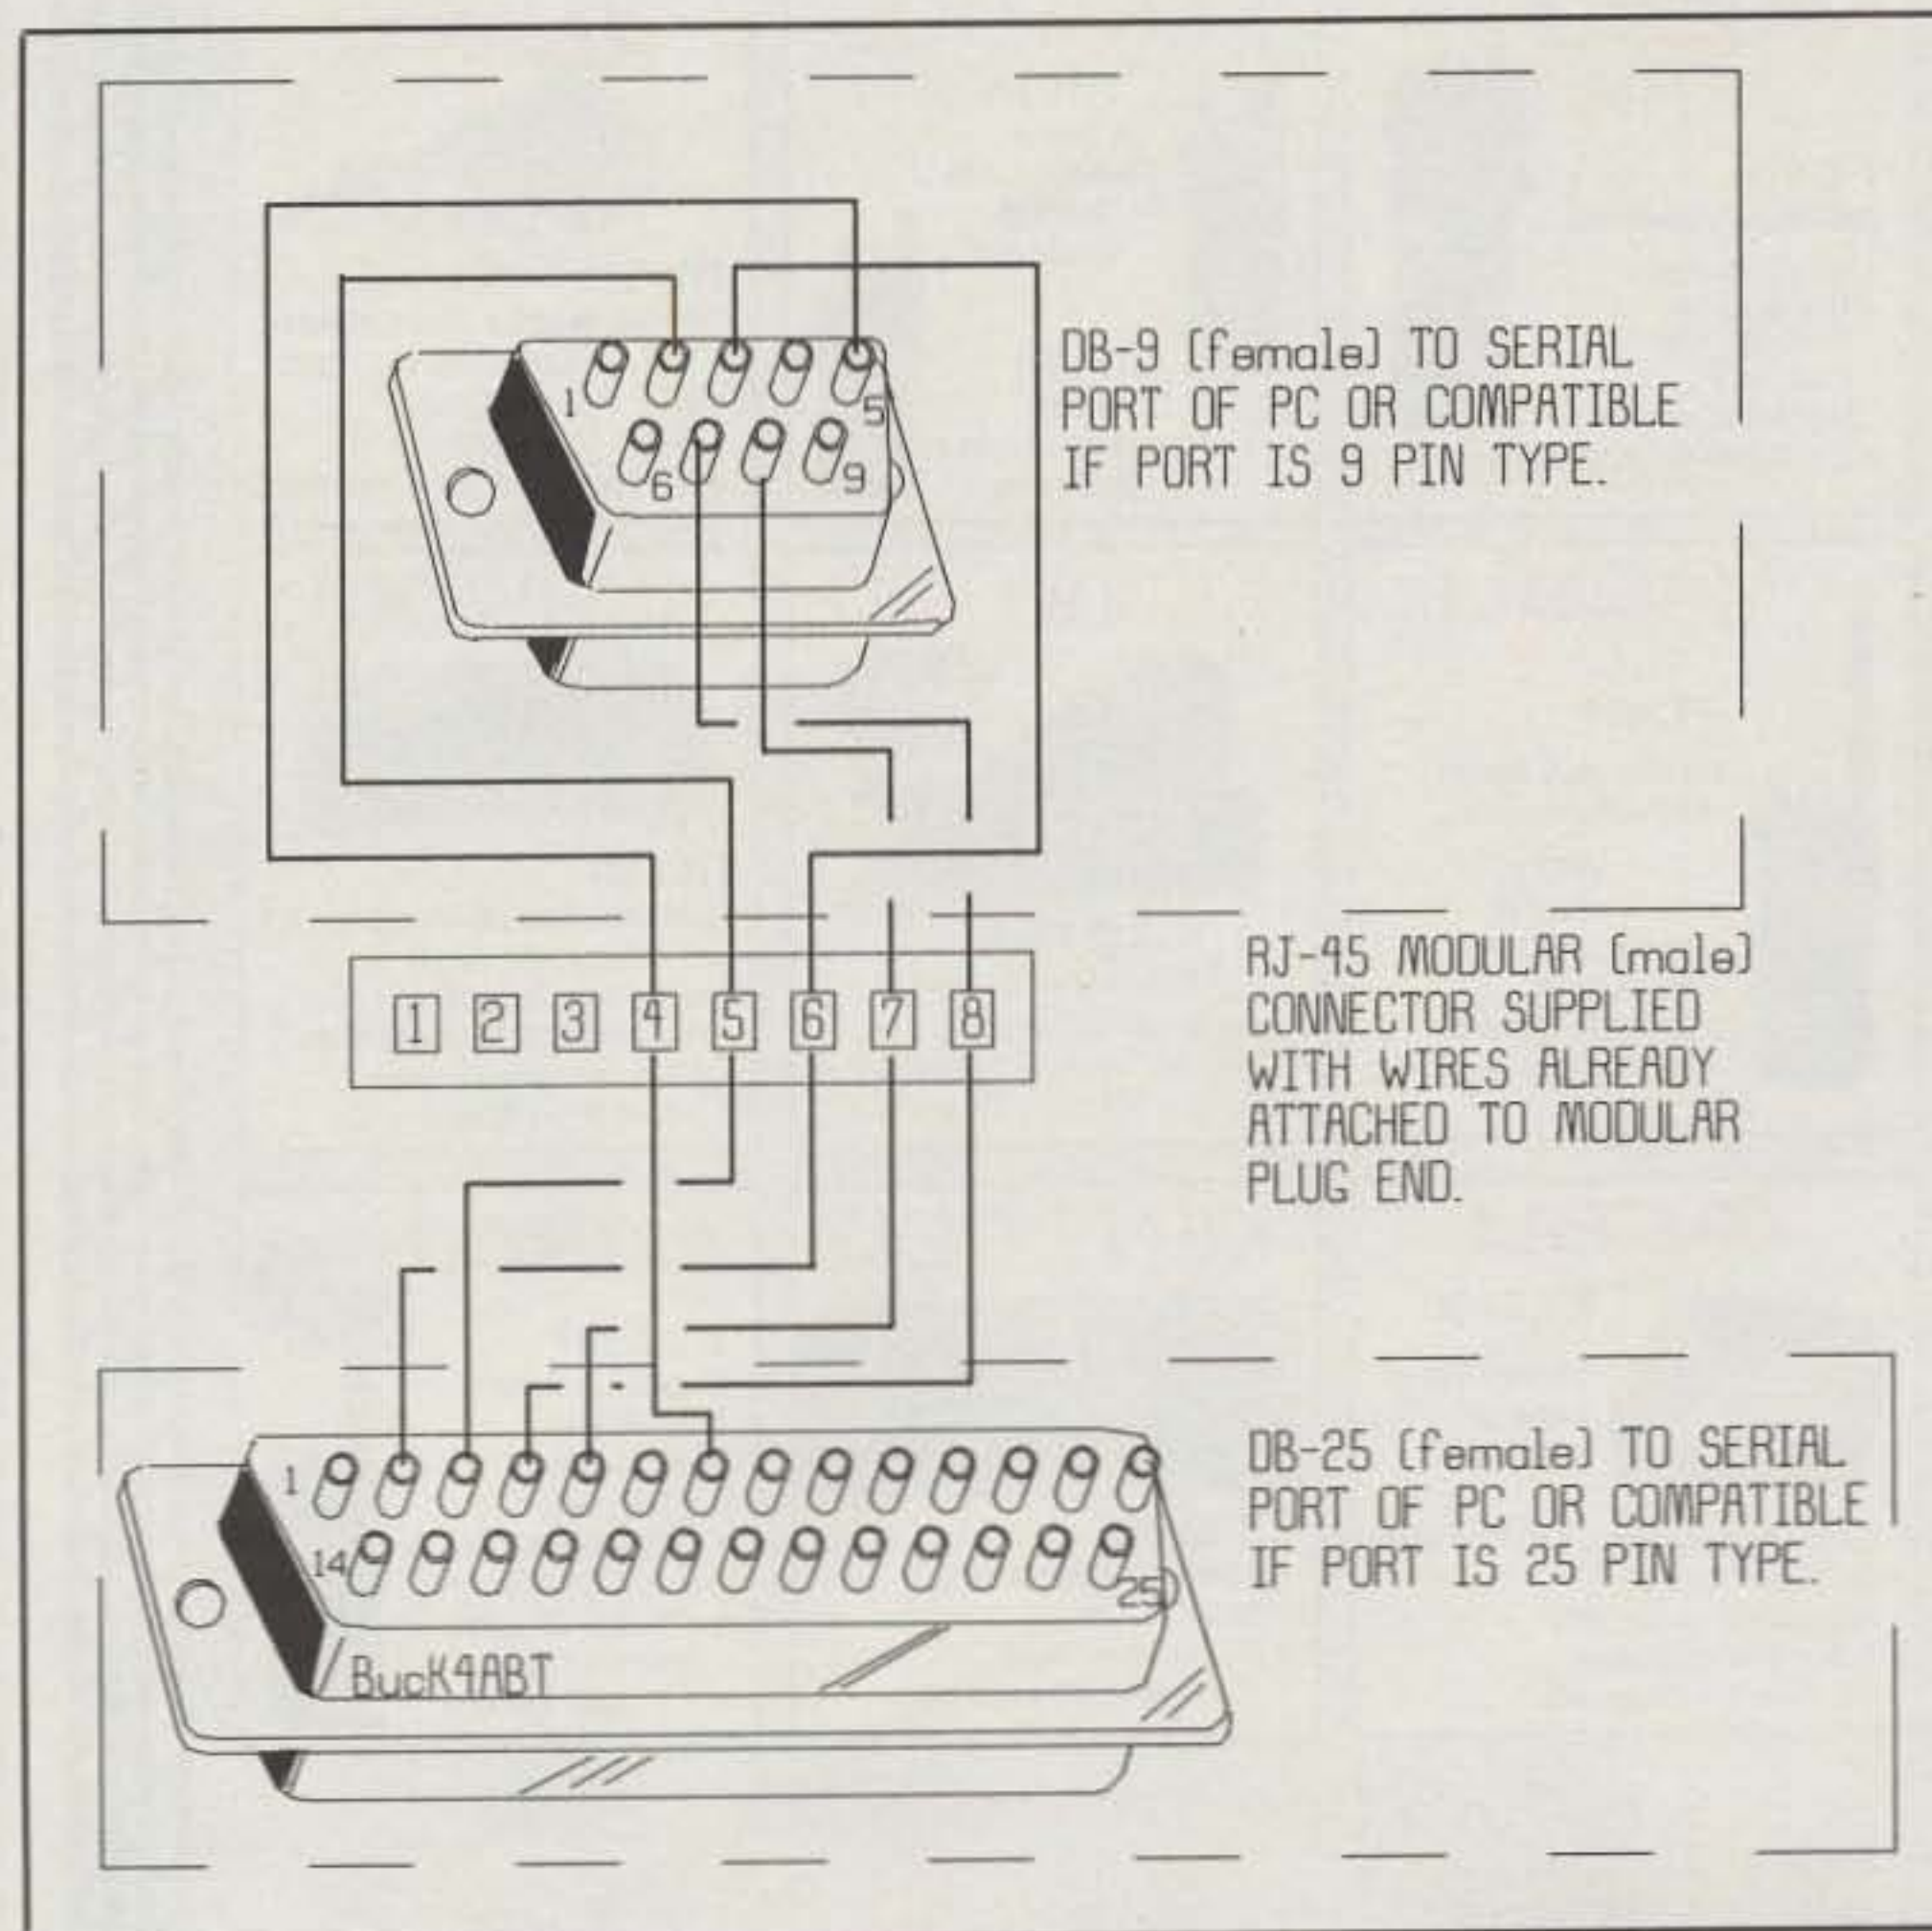 1
5
6
9
DB-9 (female) TO SERIAL
PORT OF PC OR COMPATIBLE
IF PORT IS 9 PIN TYPE.
1 2 3 4 5 6 7 8
RJ-45 MODULAR (male)
CONNECTOR SUPPLIED
WITH WIRES ALREADY
ATTACHED TO MODULAR
PLUG END.
1
14
25
BucK4ABT
DB-25 (female) TO SERIAL
PORT OF PC OR COMPATIBLE
IF PORT IS 25 PIN TYPE.